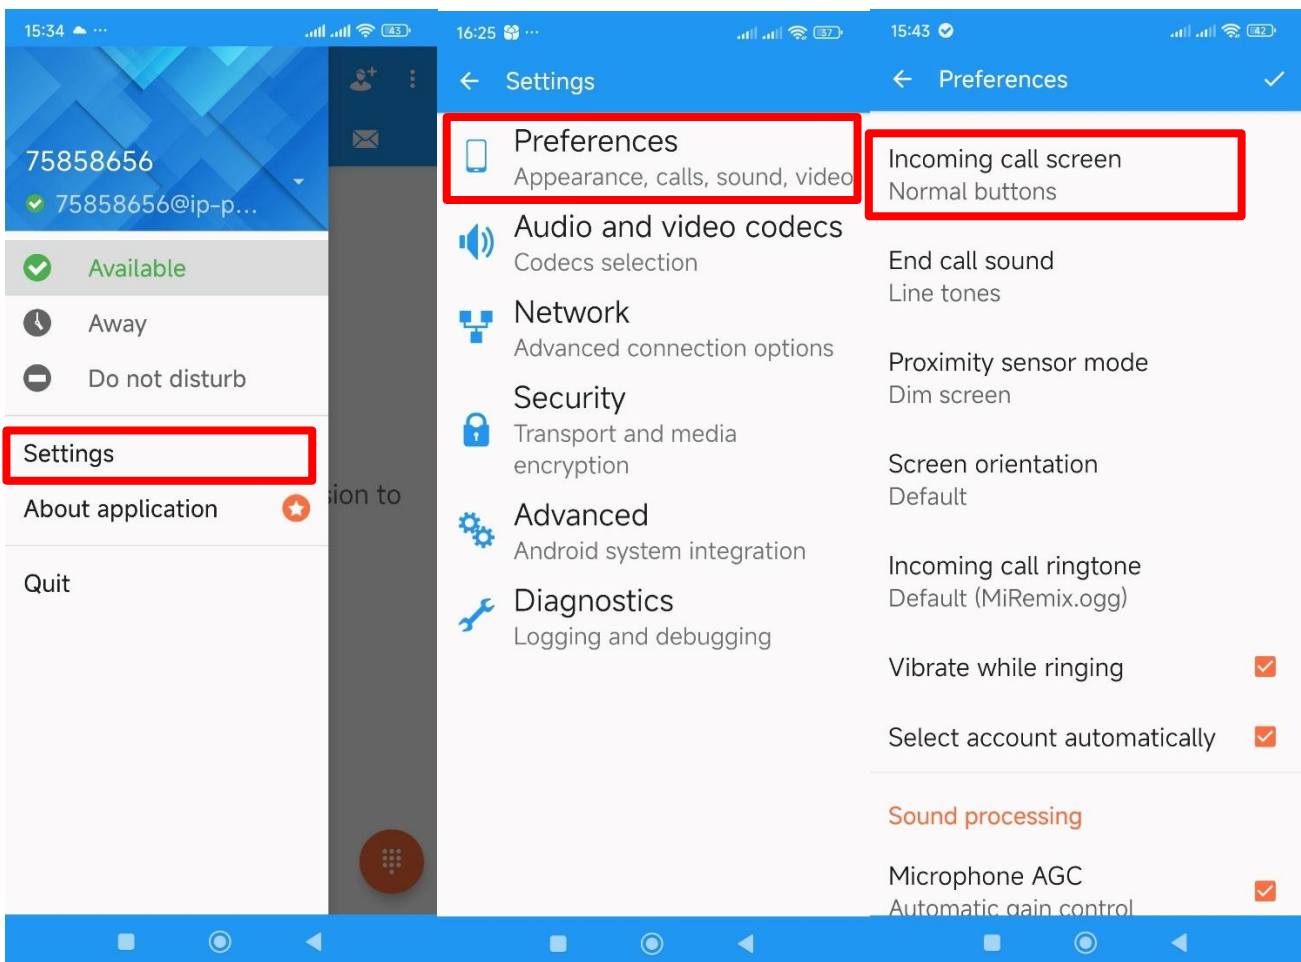 15:34 ...
43
75858656
75858656@ip-p...
Available
Away
Do not disturb
Settings
About application
Quit
sion to
16:25 ...
37
Settings
Preferences
Appearance, calls, sound, video
Audio and video codecs
Codecs selection
Network
Advanced connection options
Security
Transport and media
encryption
Advanced
Android system integration
Diagnostics
Logging and debugging
15:43
42
Preferences
Incoming call screen
Normal buttons
End call sound
Line tones
Proximity sensor mode
Dim screen
Screen orientation
Default
Incoming call ringtone
Default (MiRemix.ogg)
Vibrate while ringing
Select account automatically
Sound processing
Microphone AGC
Automatic gain control